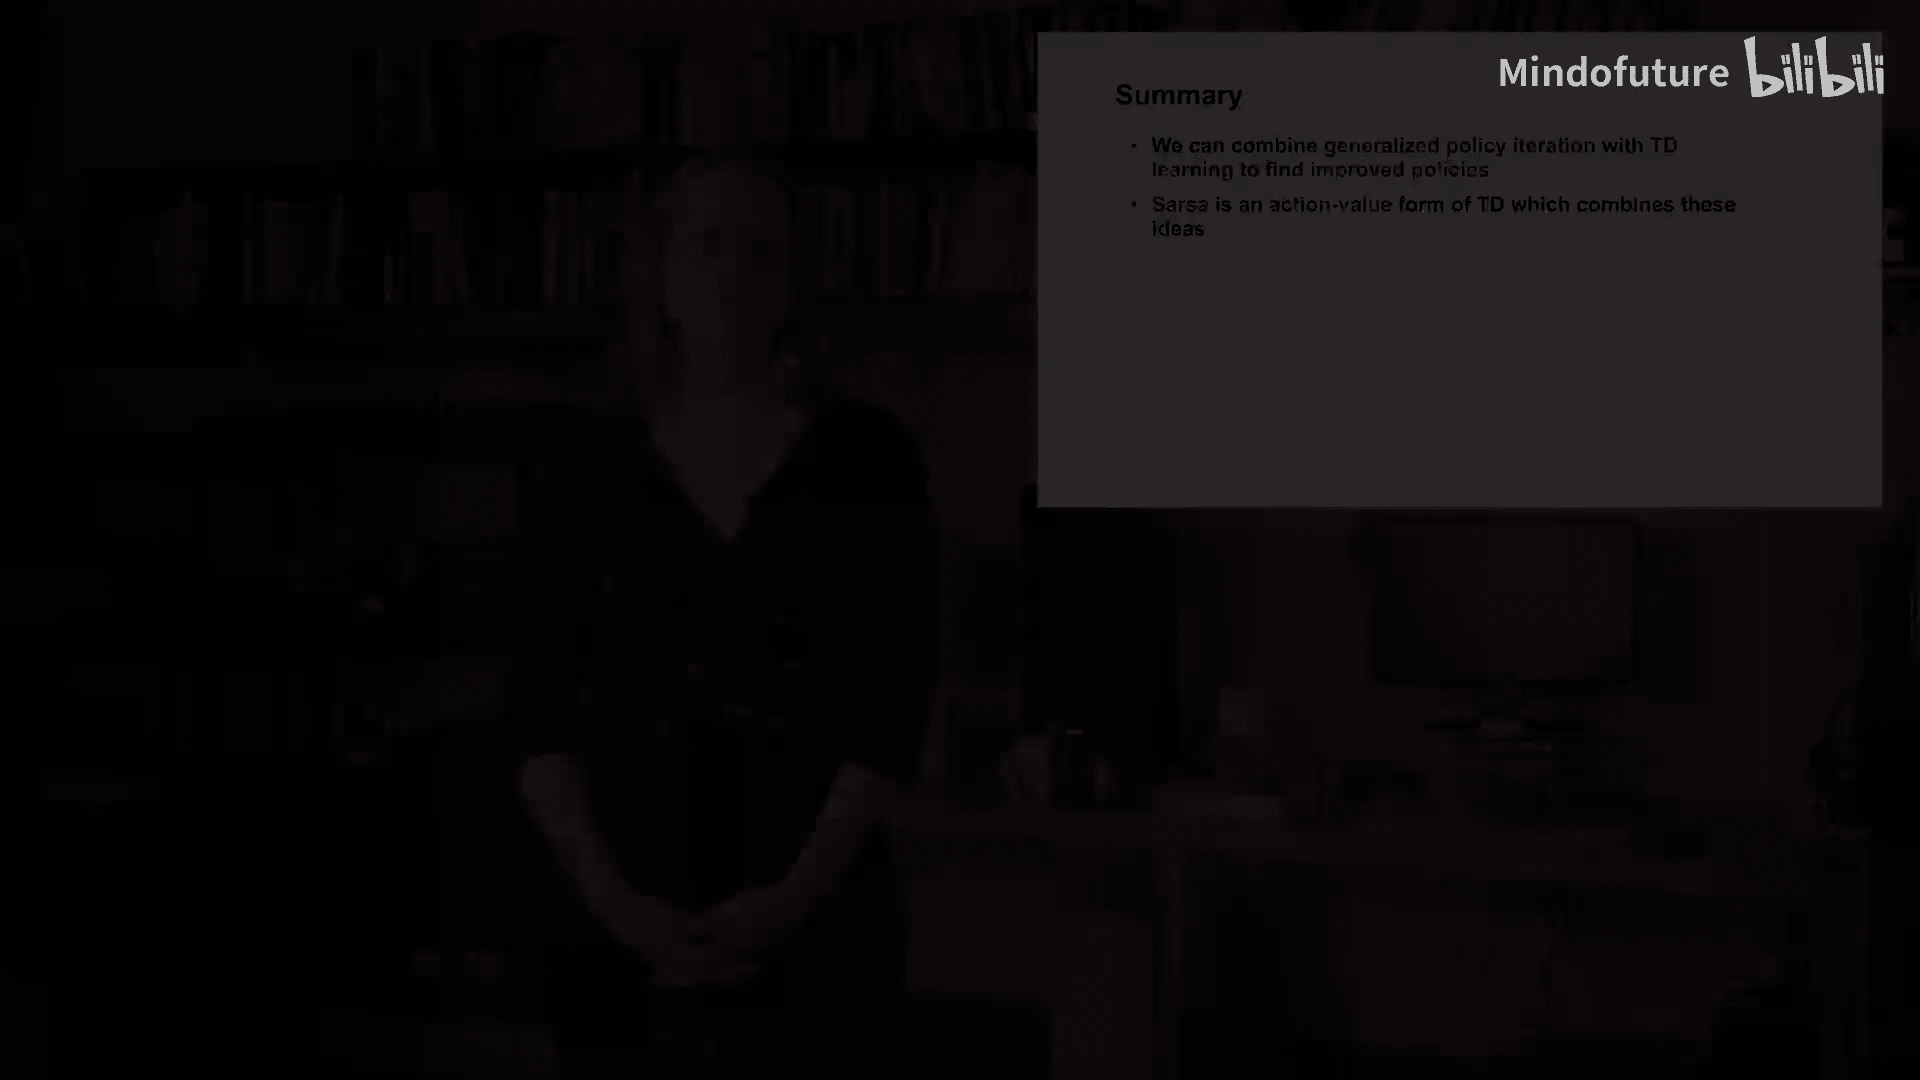 Mindofuture bilibili
Summary
• We can combine generalized policy iteration with TD
learning to find improved policies
• Sarsa is an action-value form of TD which combines these
ideas